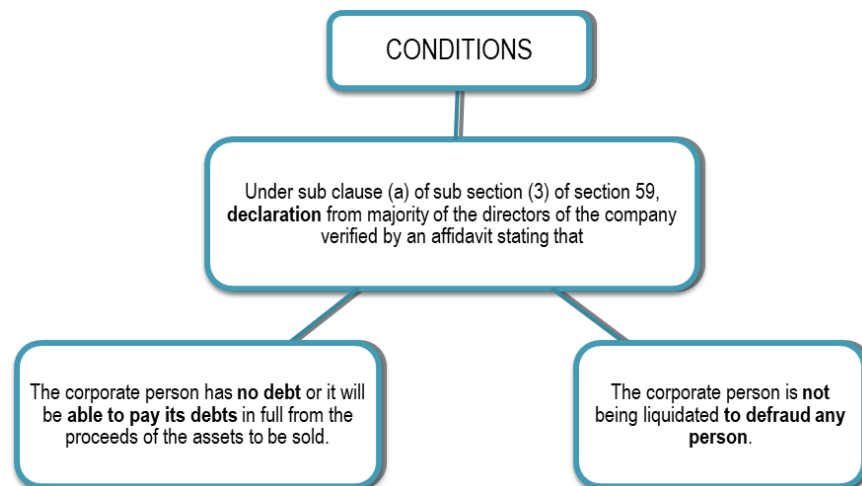 CONDITIONS
Under sub clause (a) of sub section (3) of section 59,
declaration from majority of the directors of the company
verified by an affidavit stating that
The corporate person has no debt or it will
be able to pay its debts in full from the
proceeds of the assets to be sold.
The corporate person is not
being liquidated to defraud any
person.